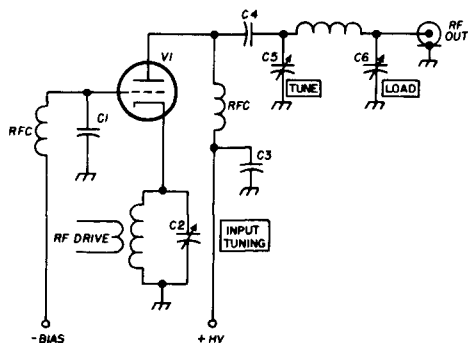 C4
RF OUT
V1
C5
C6
TUNE
LOAD
RFC
C1
RFC
C3
RF DRIVE
C2
INPUT TUNING
-BIAS
+HV